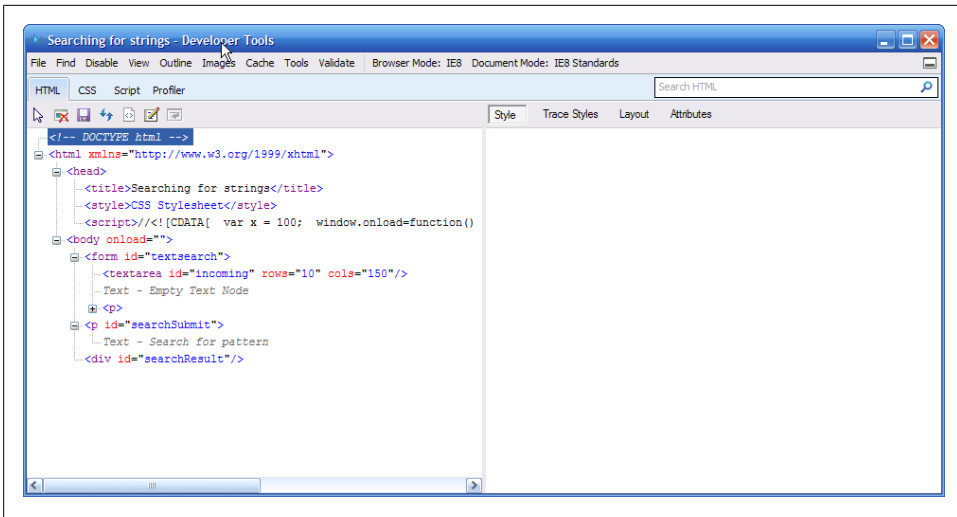 Searching for strings - Developer Tools
File Find Disable View Outline Images Cache Tools Validate Browser Mode: IE8 Document Mode: IE8 Standards
HTML CSS Script Profiler Search HTML
Style Trace Styles Layout Attributes
<!-- DOCTYPE html -->
<html xmlns="http://www.w3.org/1999/xhtml">
<head>
<title>Searching for strings</title>
<style>CSS Stylesheet</style>
<script>//<![CDATA[ var x = 100; window.onload=function()
<body onload="">
<form id="textsearch">
<textarea id="incoming" rows="10" cols="150"/>
Text - Empty Text Node
<p>
<p id="searchSubmit">
Text - Search for pattern
<div id="searchResult"/>